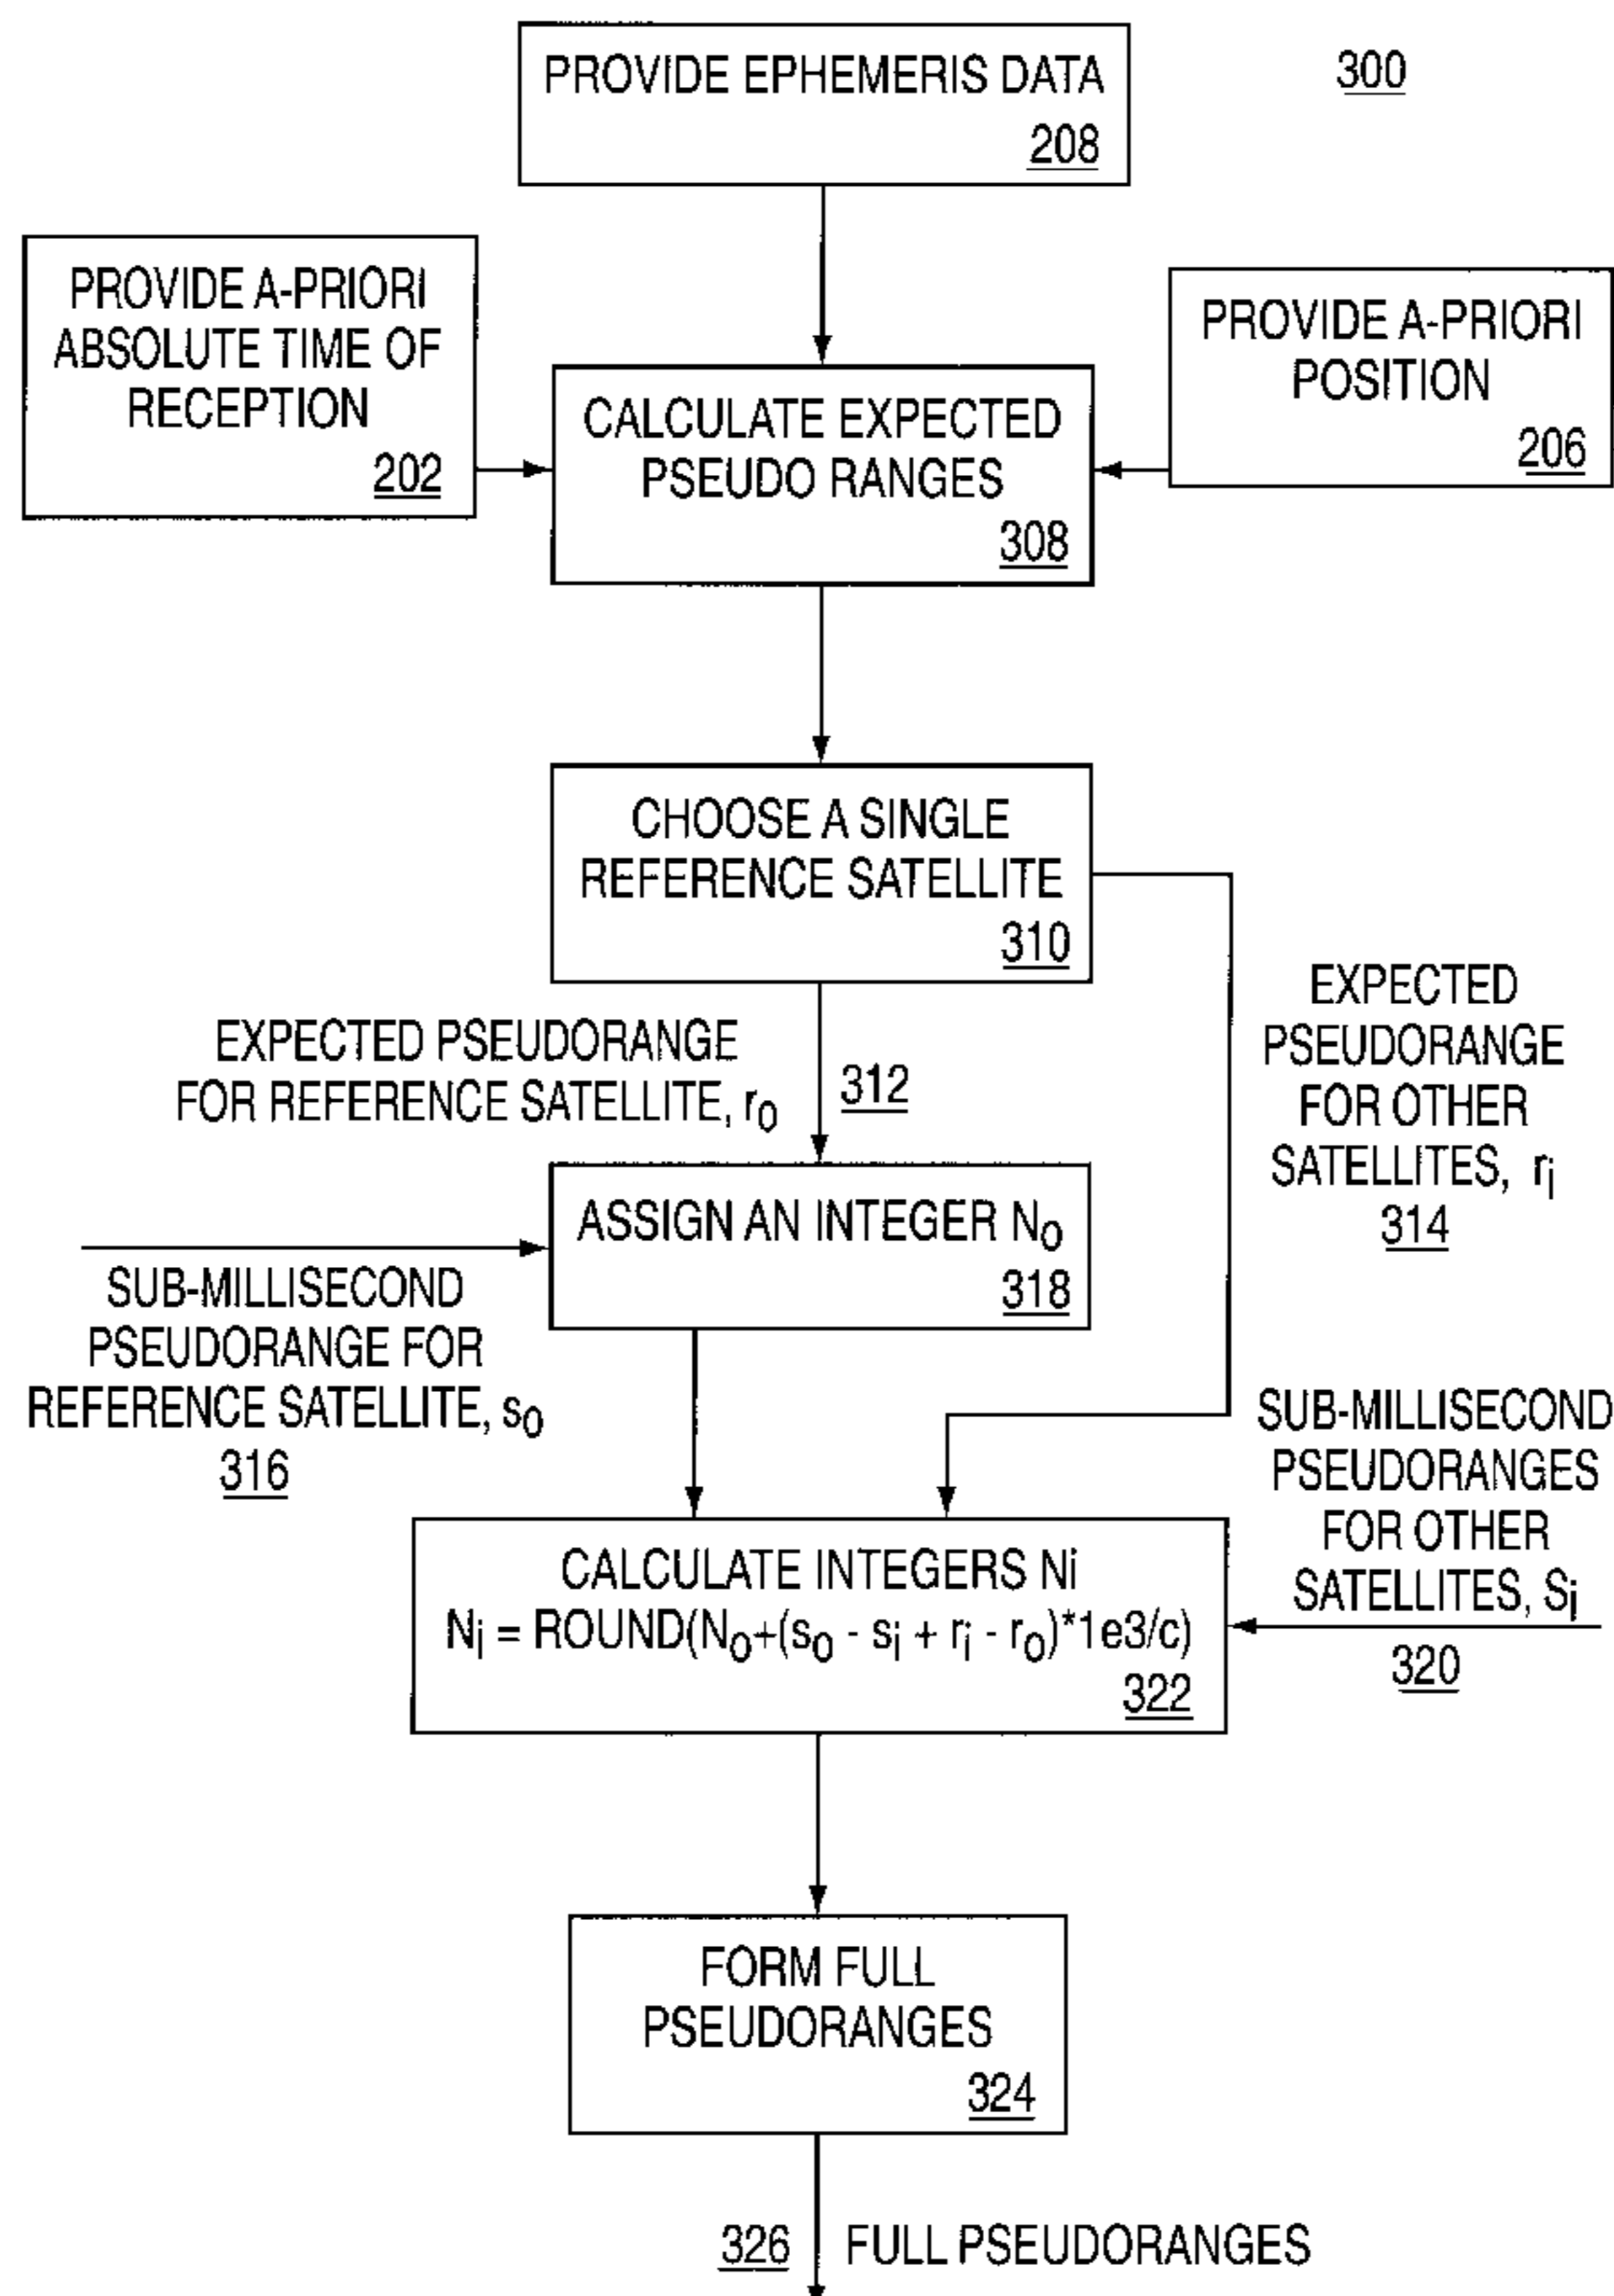 PROVIDE EPHEMERIS DATA
208
300
PROVIDE A-PRIORI
ABSOLUTE TIME OF
RECEPTION
202
PROVIDE A-PRIORI
POSITION
206
CALCULATE EXPECTED
PSEUDO RANGES
308
CHOOSE A SINGLE
REFERENCE SATELLITE
310
EXPECTED PSEUDORANGE
FOR REFERENCE SATELLITE, r₀
312
EXPECTED
PSEUDORANGE
FOR OTHER
SATELLITES, rᵢ
314
ASSIGN AN INTEGER N₀
318
SUB-MILLISECOND
PSEUDORANGE FOR
REFERENCE SATELLITE, s₀
316
SUB-MILLISECOND
PSEUDORANGES
FOR OTHER
SATELLITES, Sᵢ
320
CALCULATE INTEGERS Ni
Nᵢ = ROUND(N₀+(s₀ - sᵢ + rᵢ - r₀)*1e3/c)
322
FORM FULL
PSEUDORANGES
324
326 FULL PSEUDORANGES